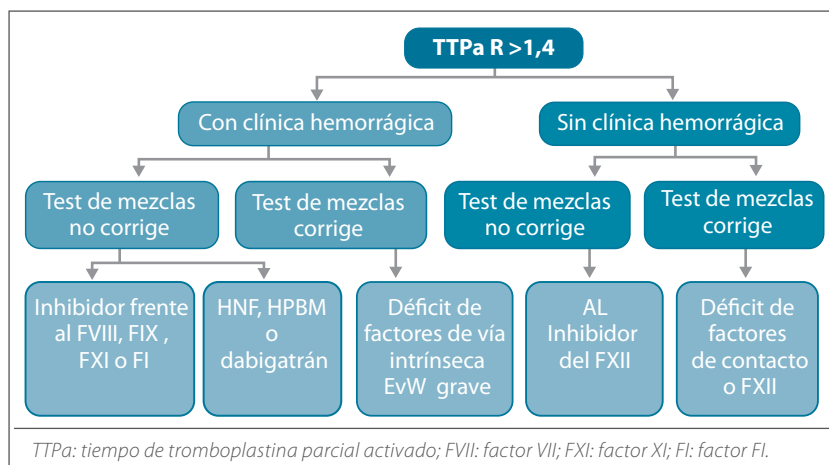 TTPa R >1,4
Con clínica hemorrágica
Sin clínica hemorrágica
Test de mezclas
no corrige
Test de mezclas
corrige
Test de mezclas
no corrige
Test de mezclas
corrige
Inhibidor frente
al FVIII, FIX ,
FXI o FI
HNF, HPBM
o
dabigatrán
Déficit de
factores de vía
intrínseca
EvW grave
AL
Inhibidor
del FXII
Déficit de
factores
de contacto
o FXII
TTPa: tiempo de tromboplastina parcial activado; FVII: factor VII; FXI: factor XI; FI: factor FI.